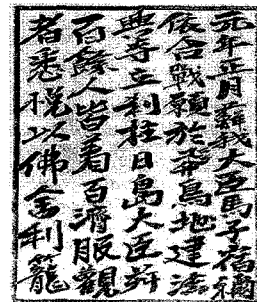 元年正月蘇我大臣馬子宿禰
依合戰願於飛鳥地建法
興寺立刹柱日島大臣并
百餘人皆着百濟服觀
者悉悦以佛舎利籠